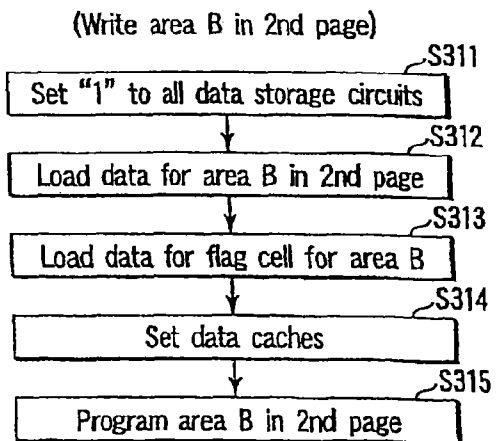 (Write area B in 2nd page)
S311
Set “1” to all data storage circuits
S312
Load data for area B in 2nd page
S313
Load data for flag cell for area B
S314
Set data caches
S315
Program area B in 2nd page